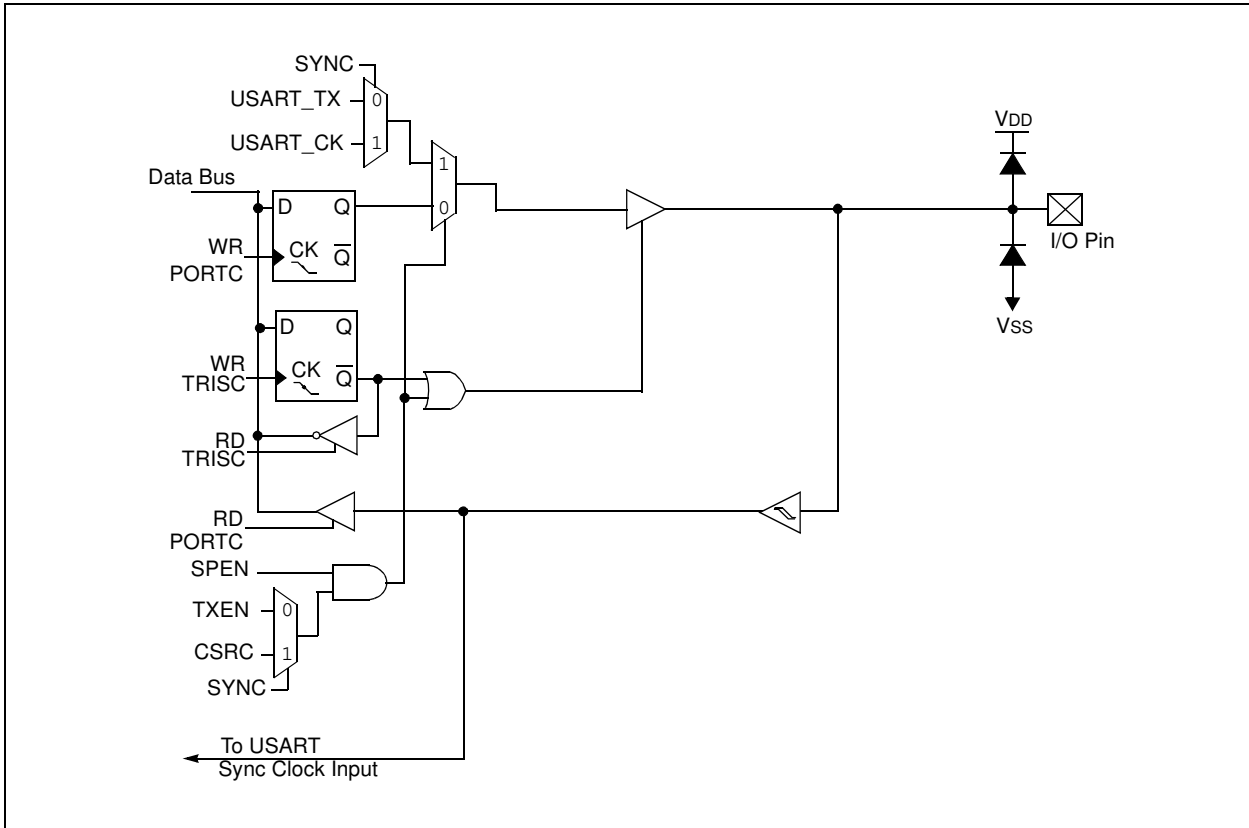 SYNC
USART_TX
0
USART_CK
1
1
0
Data Bus
D
Q
WR
PORTC
CK
Q̅
D
Q
WR
TRISC
CK
Q̅
RD
TRISC
RD
PORTC
SPEN
TXEN
0
CSRC
1
SYNC
To USART
Sync Clock Input
VDD
I/O Pin
VSS